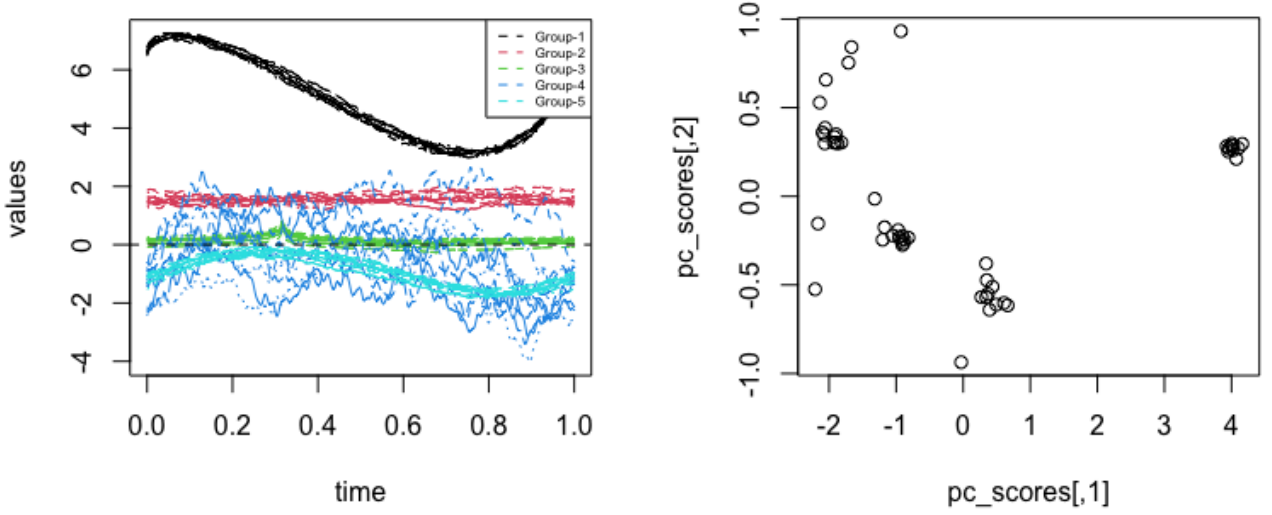 values
6
4
2
0
-2
-4
Group-1
Group-2
Group-3
Group-4
Group-5
0.0 0.2 0.4 0.6 0.8 1.0
time
pc_scores[,2]
1.0
0.5
0.0
-0.5
-1.0
-2 -1 0 1 2 3 4
pc_scores[,1]